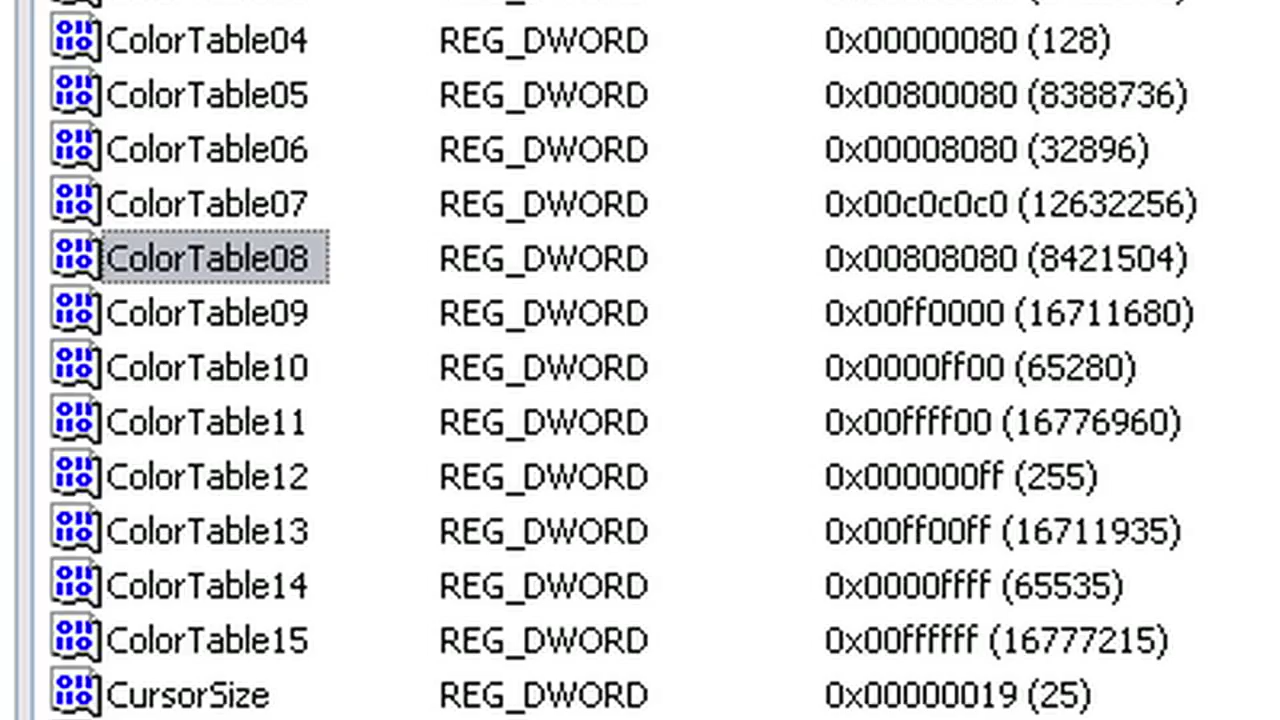 ColorTable04 REG_DWORD 0x00000080 (128)
ColorTable05 REG_DWORD 0x00800080 (8388736)
ColorTable06 REG_DWORD 0x00008080 (32896)
ColorTable07 REG_DWORD 0x00c0c0c0 (12632256)
ColorTable08 REG_DWORD 0x00808080 (8421504)
ColorTable09 REG_DWORD 0x00ff0000 (16711680)
ColorTable10 REG_DWORD 0x0000ff00 (65280)
ColorTable11 REG_DWORD 0x00ffff00 (16776960)
ColorTable12 REG_DWORD 0x000000ff (255)
ColorTable13 REG_DWORD 0x00ff00ff (16711935)
ColorTable14 REG_DWORD 0x0000ffff (65535)
ColorTable15 REG_DWORD 0x00ffffff (16777215)
CursorSize REG_DWORD 0x00000019 (25)